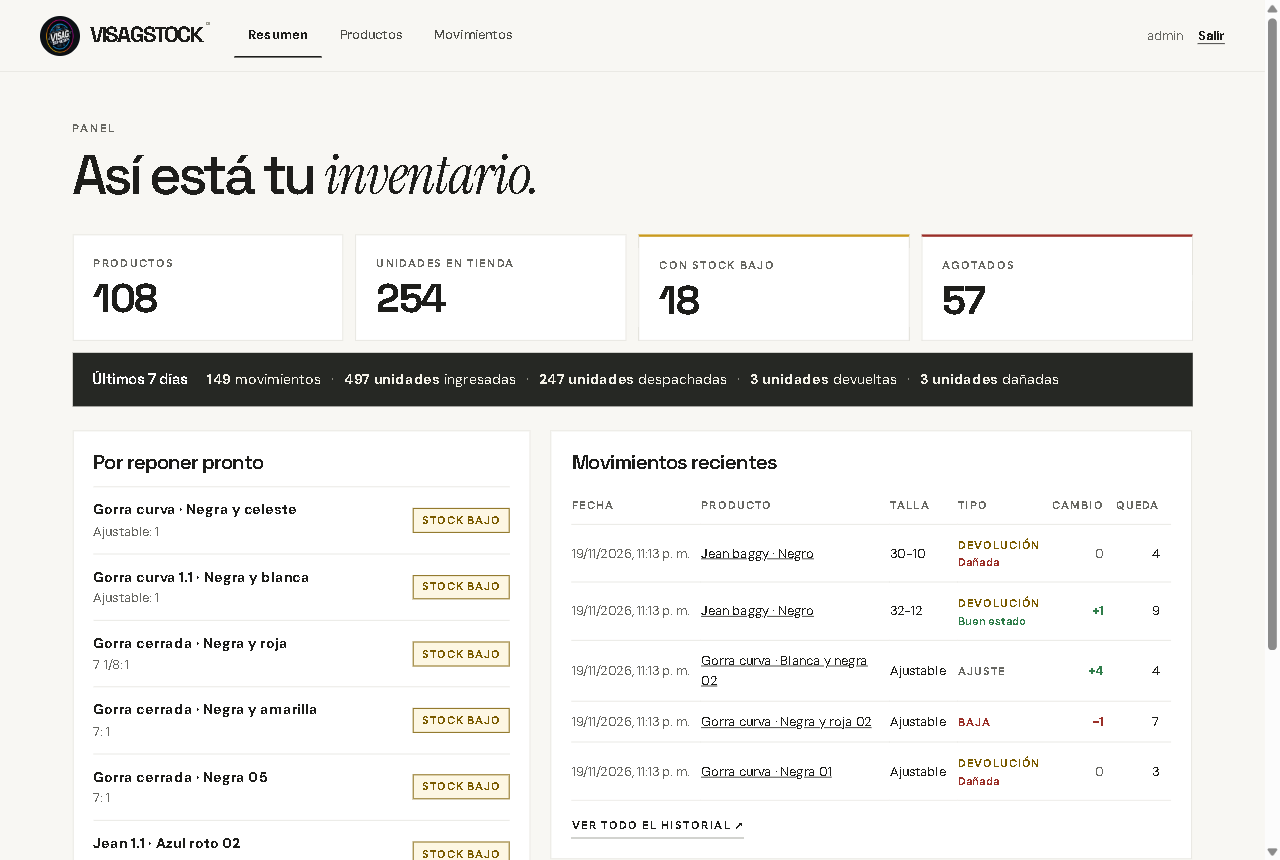 VISAG
VISAGSTOCK
Resumen
Productos
Movimientos
admin
Salir
PANEL
Así está tu inventario.
PRODUCTOS
108
UNIDADES EN TIENDA
254
CON STOCK BAJO
18
AGOTADOS
57
Últimos 7 días 149 movimientos · 497 unidades ingresadas · 247 unidades despachadas · 3 unidades devueltas · 3 unidades dañadas
Por reponer pronto
Gorra curva · Negra y celeste
Ajustable: 1
STOCK BAJO
Gorra curva 1.1 · Negra y blanca
Ajustable: 1
STOCK BAJO
Gorra cerrada · Negra y roja
7 1/8: 1
STOCK BAJO
Gorra cerrada · Negra y amarilla
7: 1
STOCK BAJO
Gorra cerrada · Negra 05
7: 1
STOCK BAJO
Jean 1.1 · Azul roto 02
STOCK BAJO
Movimientos recientes
FECHA PRODUCTO TALLA TIPO CAMBIO QUEDA
19/11/2026, 11:13 p. m. Jean baggy · Negro 30-10 DEVOLUCIÓN 0 4
Dañada
19/11/2026, 11:13 p. m. Jean baggy · Negro 32-12 DEVOLUCIÓN +1 9
Buen estado
19/11/2026, 11:13 p. m. Gorra curva · Blanca y negra Ajustable AJUSTE +4 4
02
19/11/2026, 11:13 p. m. Gorra curva · Negra y roja 02 Ajustable BAJA −1 7
19/11/2026, 11:13 p. m. Gorra curva · Negra 01 Ajustable DEVOLUCIÓN 0 3
Dañada
VER TODO EL HISTORIAL ↗